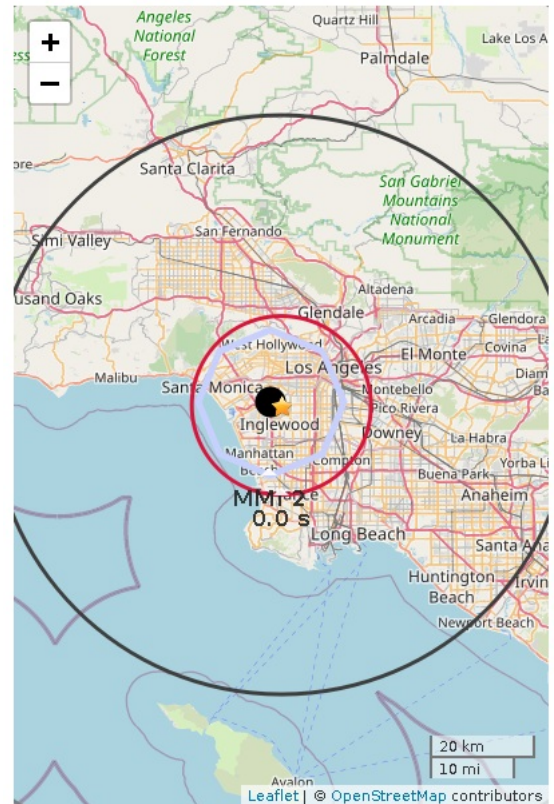 Angeles
National
Forest
Quartz Hill
Lake Los A
+
−
Palmdale
Santa Clarita
San Gabriel
Mountains
National
Monument
Simi Valley
San Fernando
usand Oaks
Altadena
Glendale
Arcadia
Glendora
West Hollywood
Covina
El Monte
Los Angeles
Malibu
Santa Monica
Montebello
Pico Rivera
Inglewood
Downey
La Habra
Manhattan
Beach
Compton
Yorba Li
Buena Park
Anaheim
MMI 2
0.0 s
Long Beach
Santa Ana
Huntington
Beach
Irvin
Newport Beach
20 km
10 mi
Avalon
Leaflet | © OpenStreetMap contributors